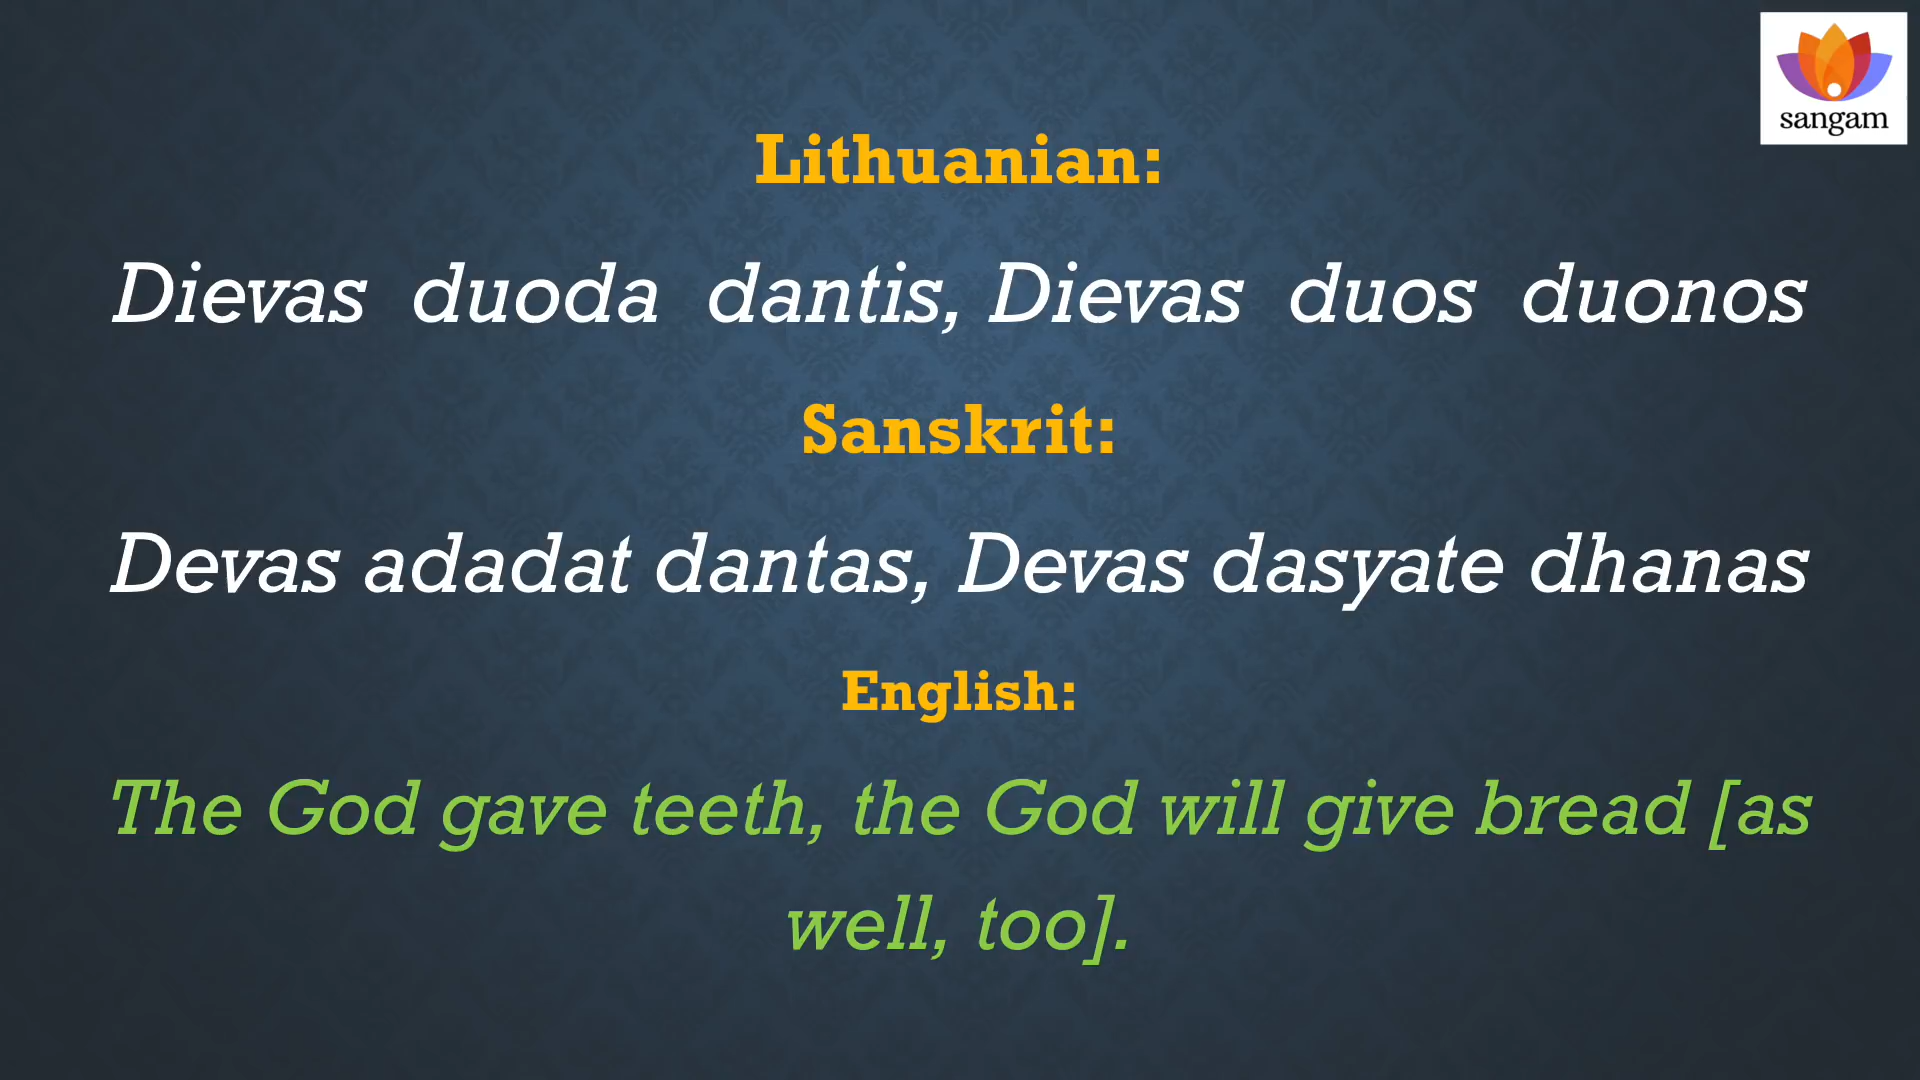 sangam
Lithuanian:
Dievas duoda dantis, Dievas duos duonos
Sanskrit:
Devas adadat dantas, Devas dasyate dhanas
English:
The God gave teeth, the God will give bread [as
well, too].